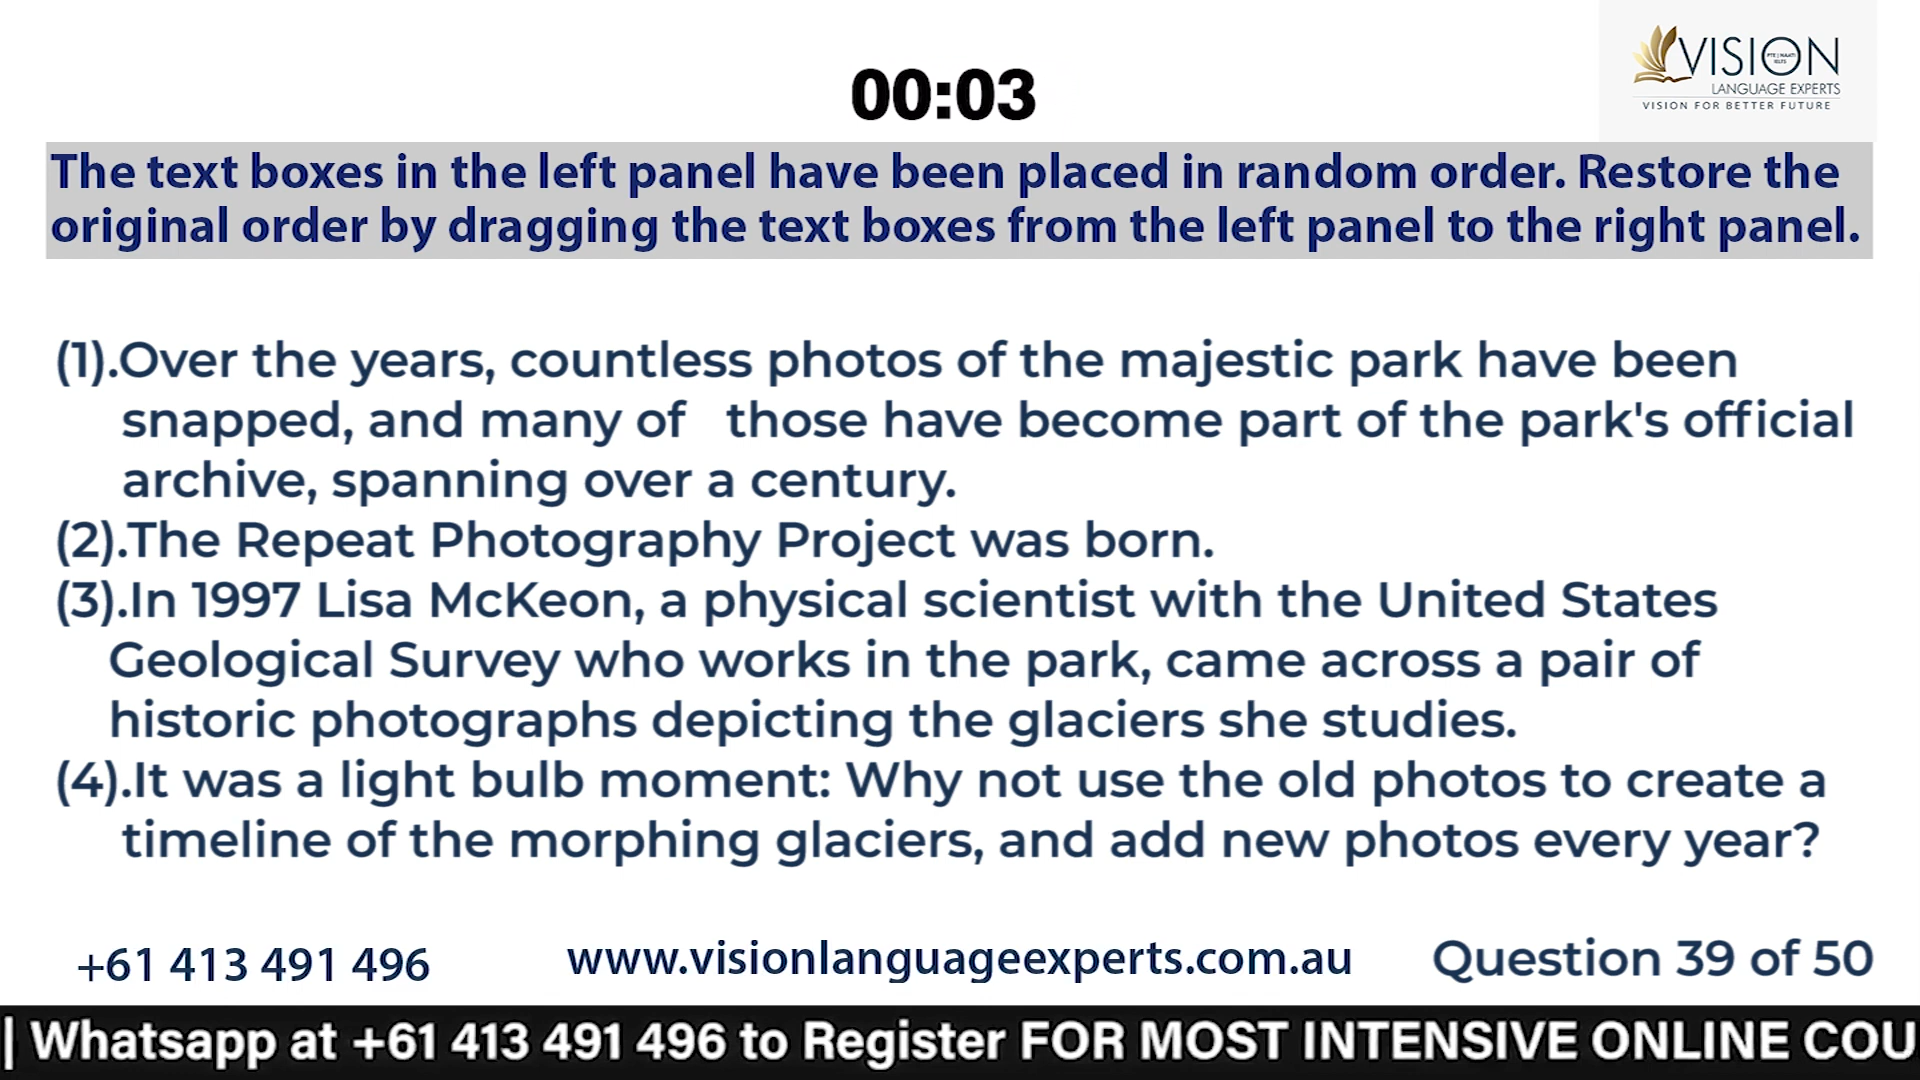 VISION
PTE | NAATI
IELTS
LANGUAGE EXPERTS
VISION FOR BETTER FUTURE
00:03
The text boxes in the left panel have been placed in random order. Restore the
original order by dragging the text boxes from the left panel to the right panel.
(1).Over the years, countless photos of the majestic park have been
snapped, and many of those have become part of the park's official
archive, spanning over a century.
(2).The Repeat Photography Project was born.
(3).In 1997 Lisa McKeon, a physical scientist with the United States
Geological Survey who works in the park, came across a pair of
historic photographs depicting the glaciers she studies.
(4).It was a light bulb moment: Why not use the old photos to create a
timeline of the morphing glaciers, and add new photos every year?
+61 413 491 496
www.visionlanguageexperts.com.au
Question 39 of 50
| Whatsapp at +61 413 491 496 to Register FOR MOST INTENSIVE ONLINE COU